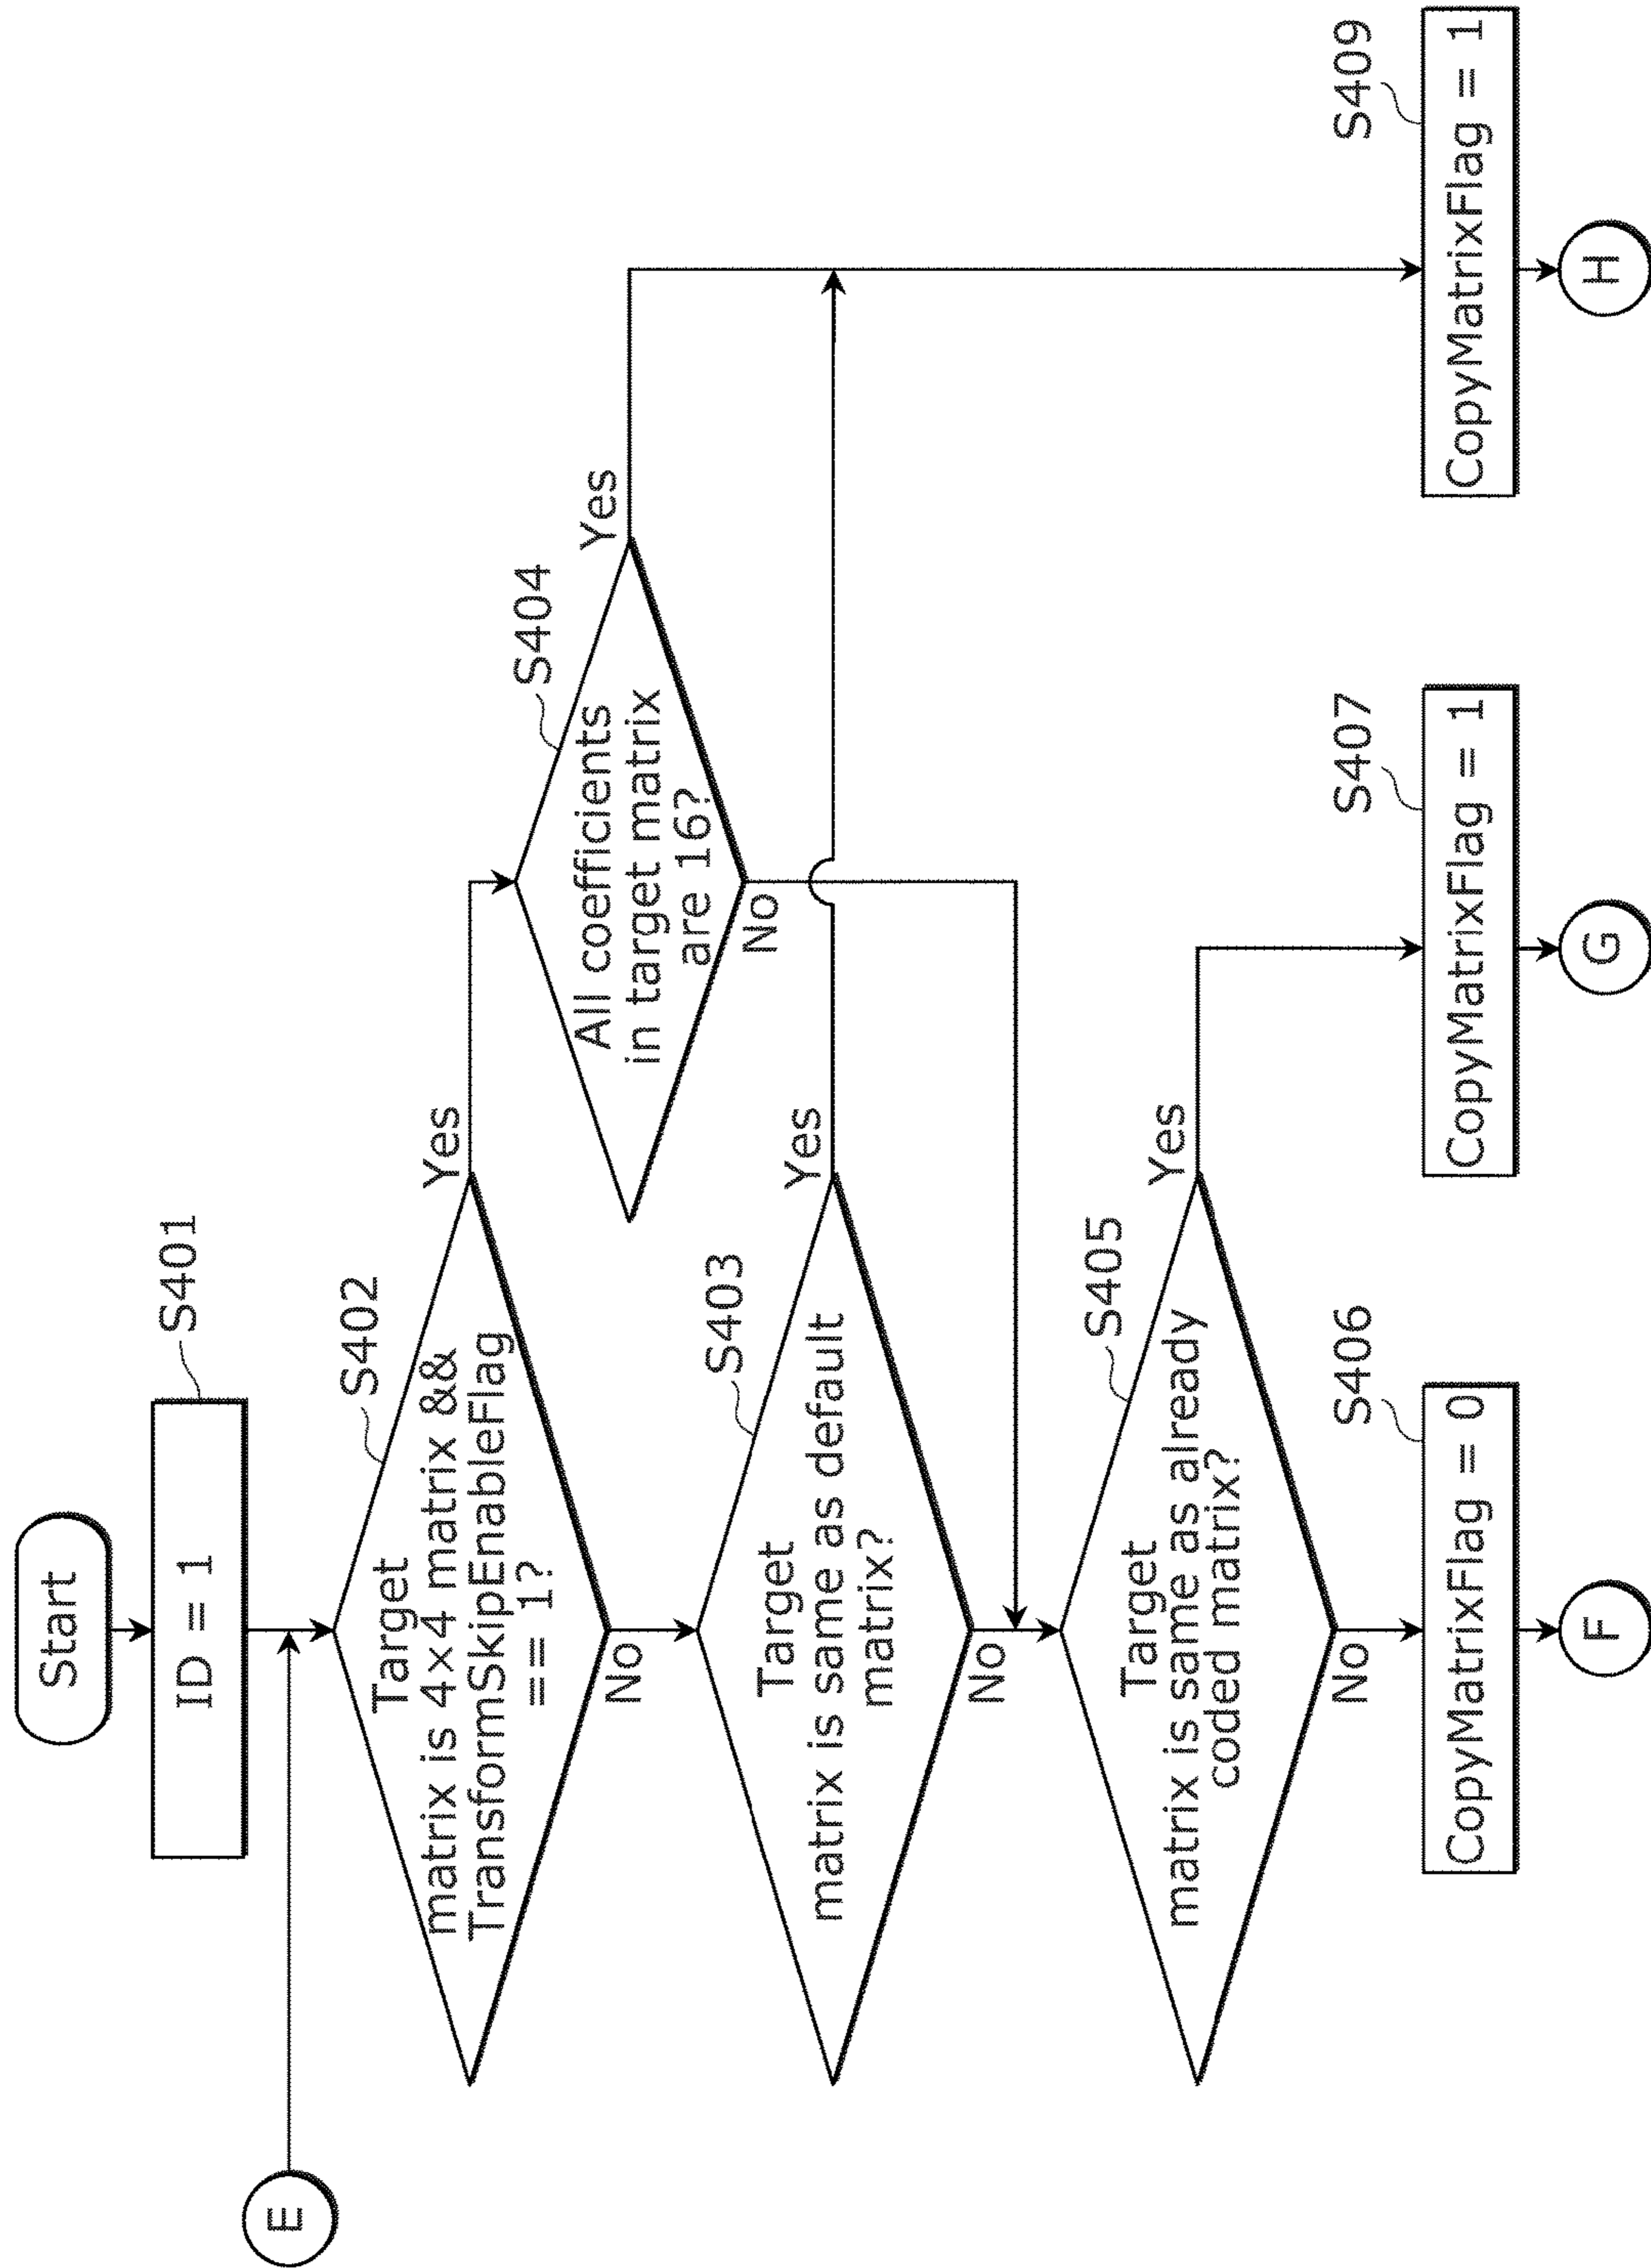 Start
ID = 1
S401
E
Target
matrix is 4×4 matrix &&
TransformSkipEnableFlag
== 1?
S402
Yes
No
All coefficients
in target matrix
are 16?
S404
Yes
No
Target
matrix is same as default
matrix?
S403
Yes
No
Target
matrix is same as already
coded matrix?
S405
Yes
No
CopyMatrixFlag = 0
S406
CopyMatrixFlag = 1
S407
CopyMatrixFlag = 1
S409
F
G
H